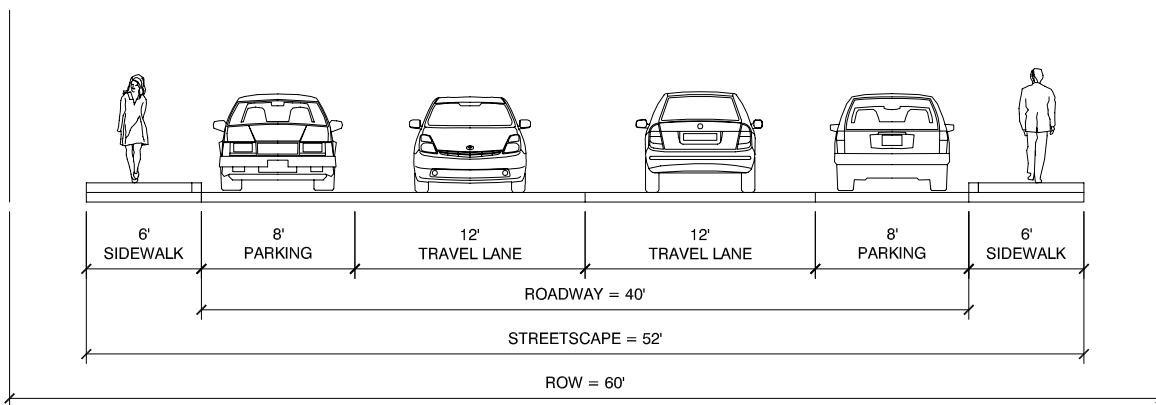 6'
SIDEWALK
8'
PARKING
12'
TRAVEL LANE
12'
TRAVEL LANE
8'
PARKING
6'
SIDEWALK
ROADWAY = 40'
STREETSCAPE = 52'
ROW = 60'